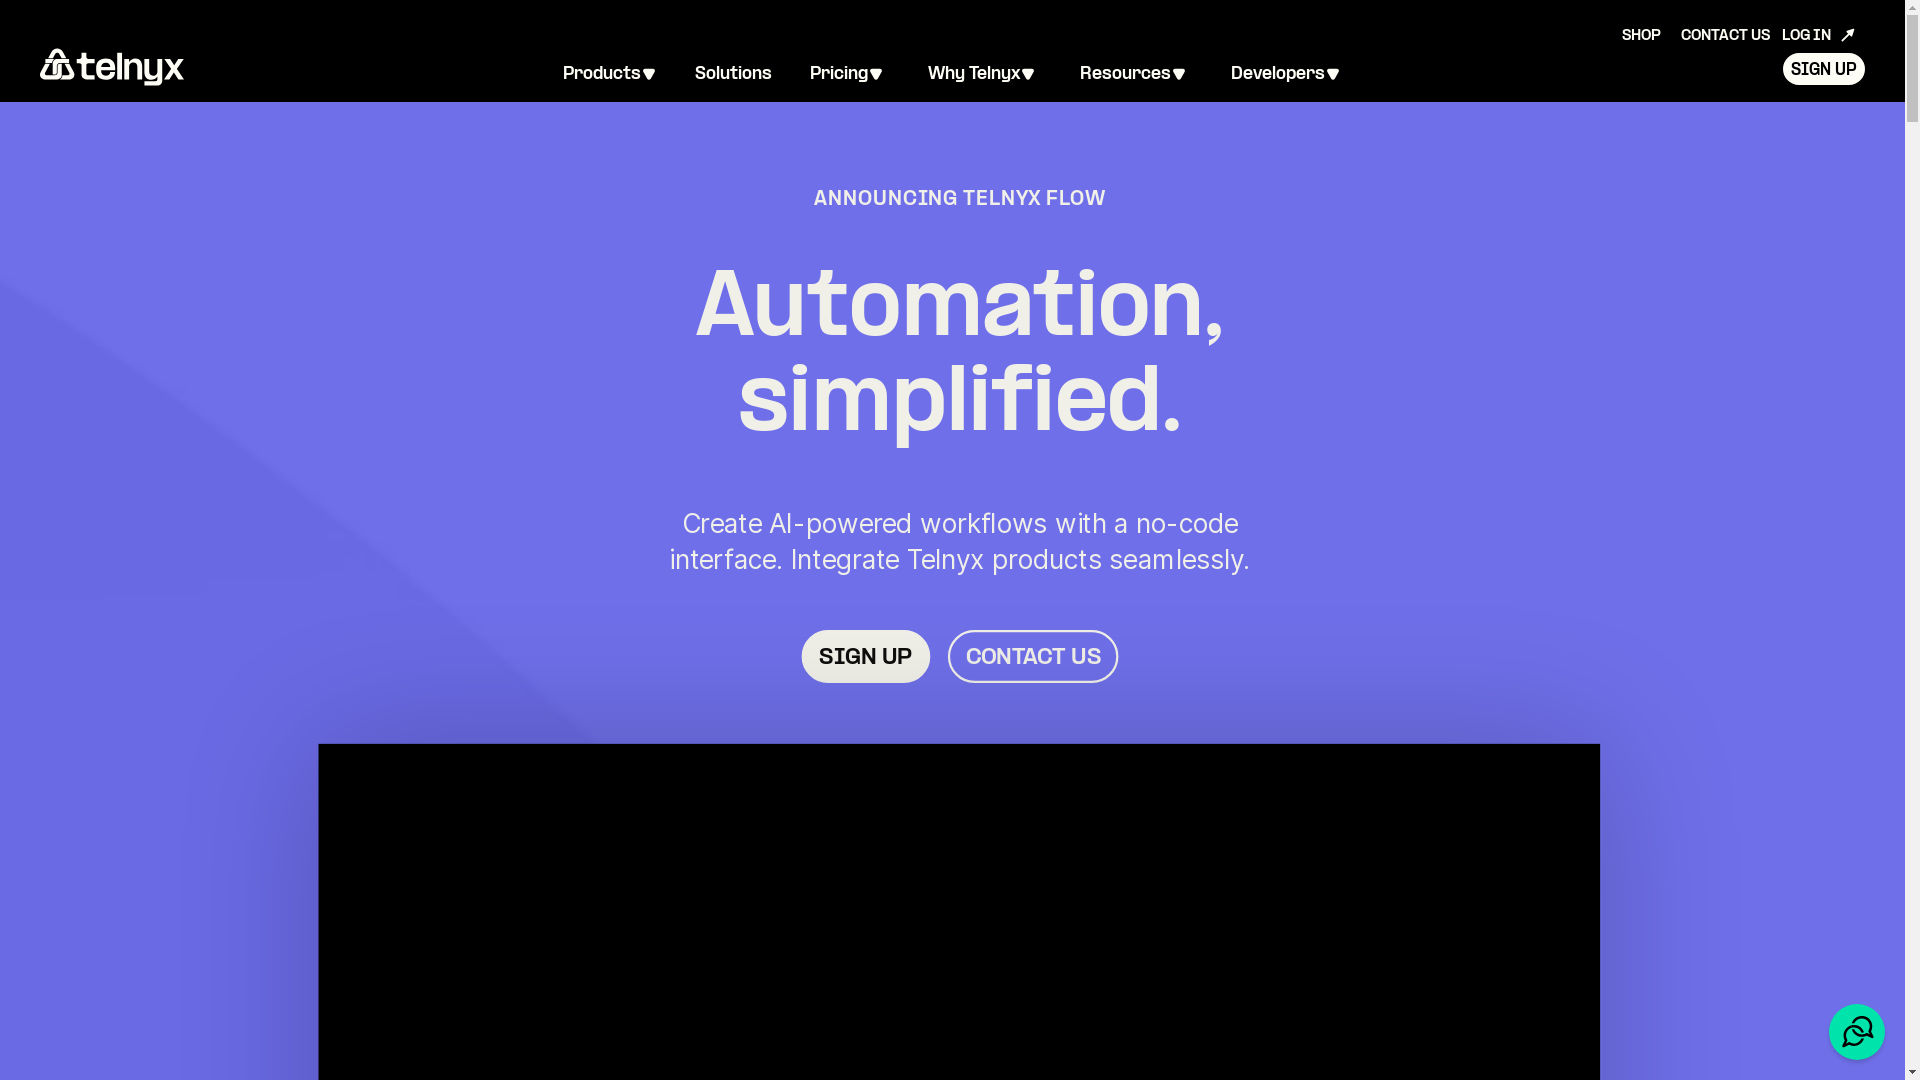 SHOP CONTACT US LOG IN
telnyx Products Solutions Pricing Why Telnyx Resources Developers SIGN UP
ANNOUNCING TELNYX FLOW
Automation,
simplified.
Create AI-powered workflows with a no-code
interface. Integrate Telnyx products seamlessly.
SIGN UP CONTACT US